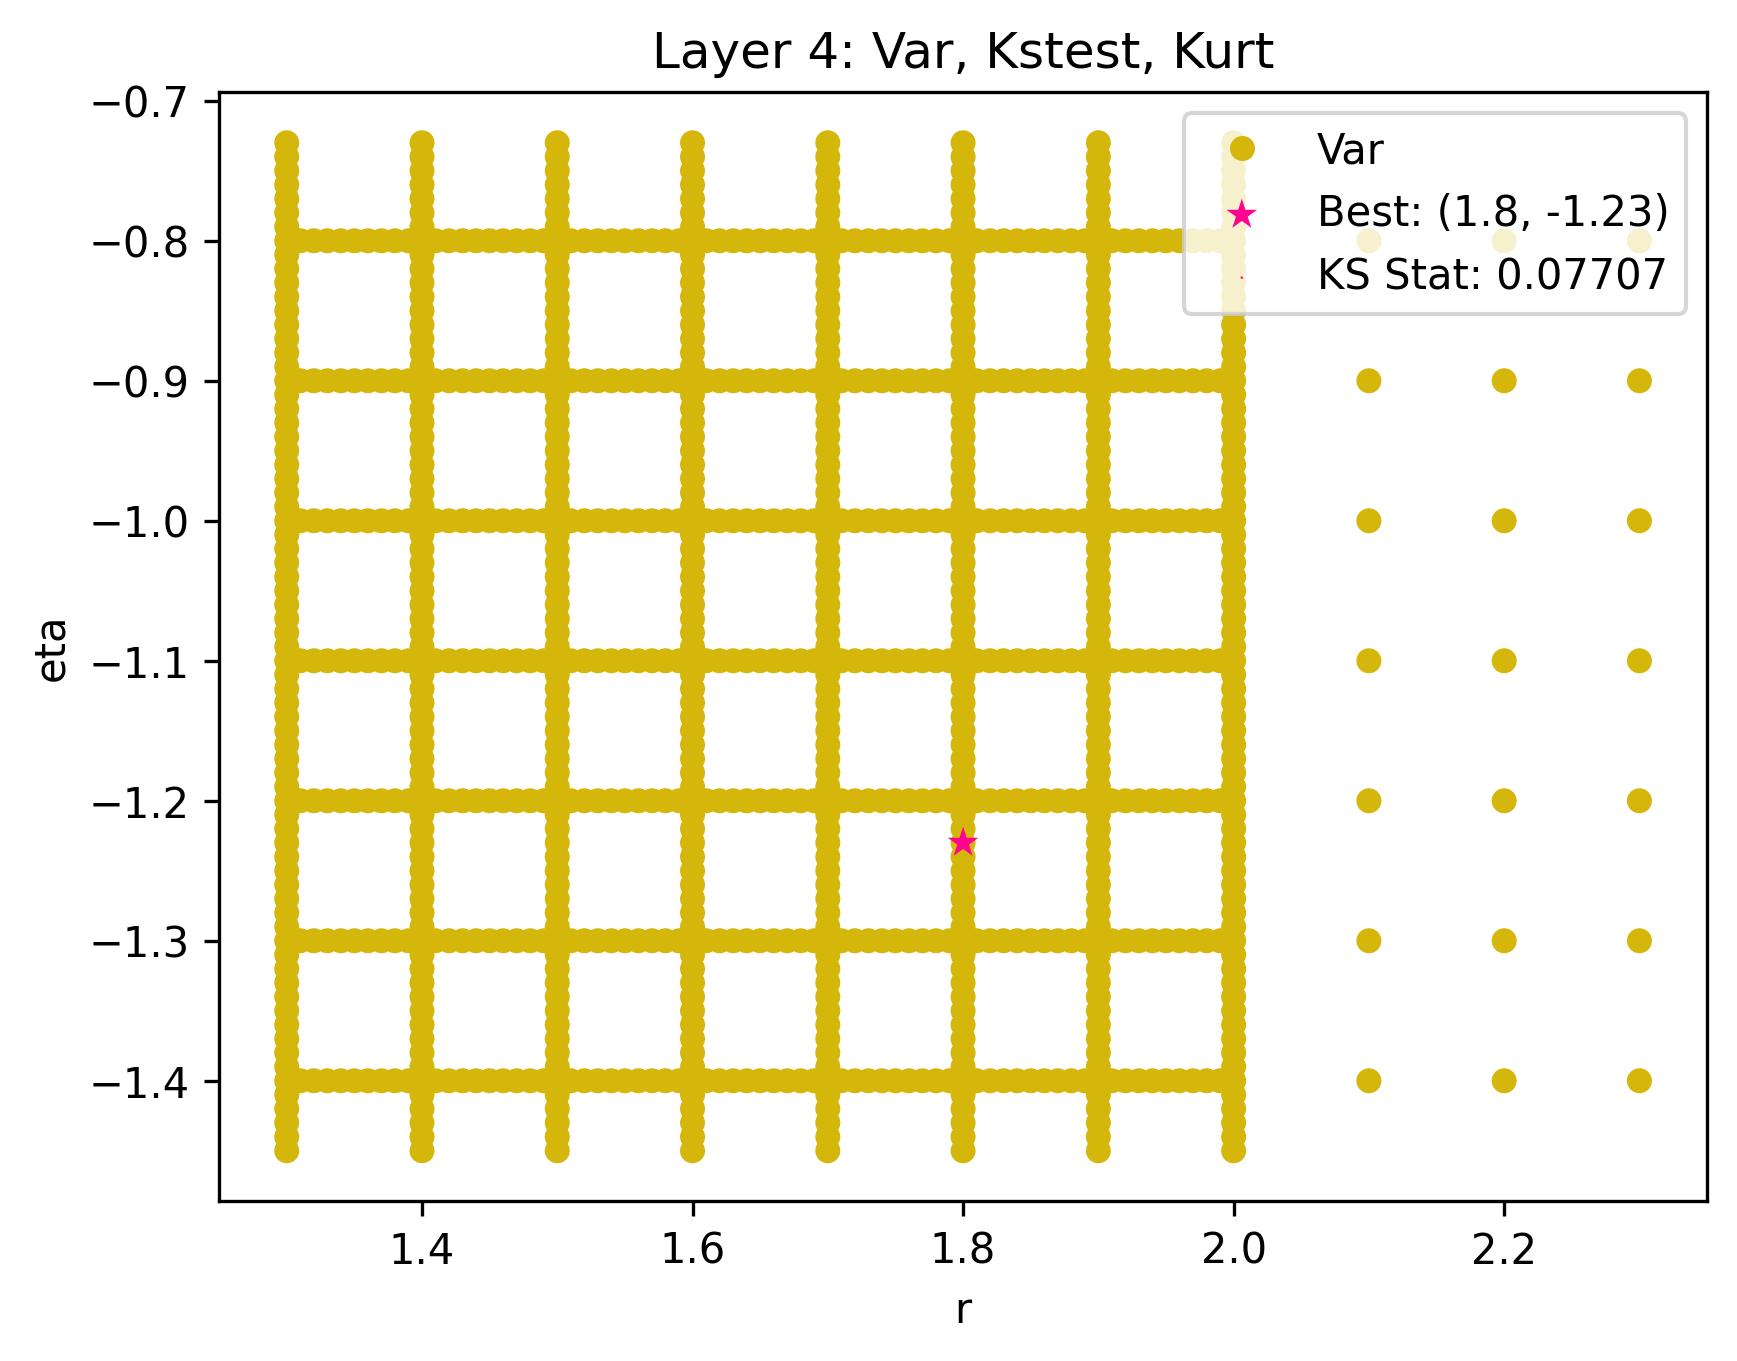 Layer 4: Var, Kstest, Kurt
Var
Best: (1.8, -1.23)
KS Stat: 0.07707
−0.7
−0.8
−0.9
−1.0
−1.1
−1.2
−1.3
−1.4
eta
1.4 1.6 1.8 2.0 2.2
r